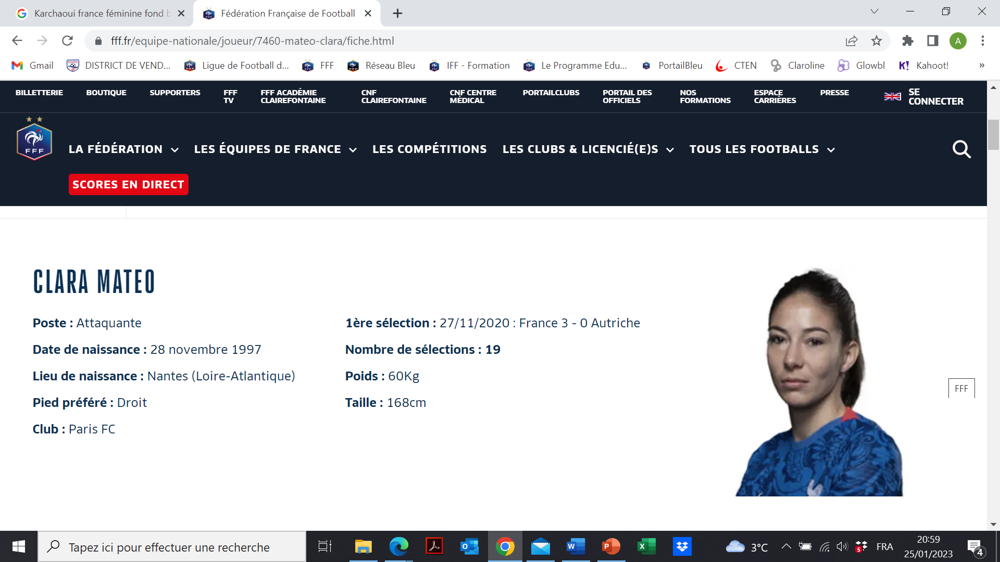 Karchaoui france féminine fond b
Fédération Française de Football
fff.fr/equipe-nationale/joueur/7460-mateo-clara/fiche.html
A
Gmail
DISTRICT DE VEND...
Ligue de Football d...
FFF
Réseau Bleu
IFF - Formation
Le Programme Edu...
PortailBleu
CTEN
Claroline
Glowbl
K! Kahoot!
»
BILLETTERIE
BOUTIQUE
SUPPORTERS
FFF
TV
FFF ACADÉMIE
CLAIREFONTAINE
CNF
CLAIREFONTAINE
CNF CENTRE
MÉDICAL
PORTAILCLUBS
PORTAIL DES
OFFICIELS
NOS
FORMATIONS
ESPACE
CARRIÈRES
PRESSE
SE
CONNECTER
FFF
LA FÉDÉRATION
LES ÉQUIPES DE FRANCE
LES COMPÉTITIONS
LES CLUBS & LICENCIÉ(E)S
TOUS LES FOOTBALLS
SCORES EN DIRECT
CLARA MATEO
Poste : Attaquante
Date de naissance : 28 novembre 1997
Lieu de naissance : Nantes (Loire-Atlantique)
Pied préféré : Droit
Club : Paris FC
1ère sélection : 27/11/2020 : France 3 - 0 Autriche
Nombre de sélections : 19
Poids : 60Kg
Taille : 168cm
FFF
Tapez ici pour effectuer une recherche
3°C
5
FRA
20:59
25/01/2023
4